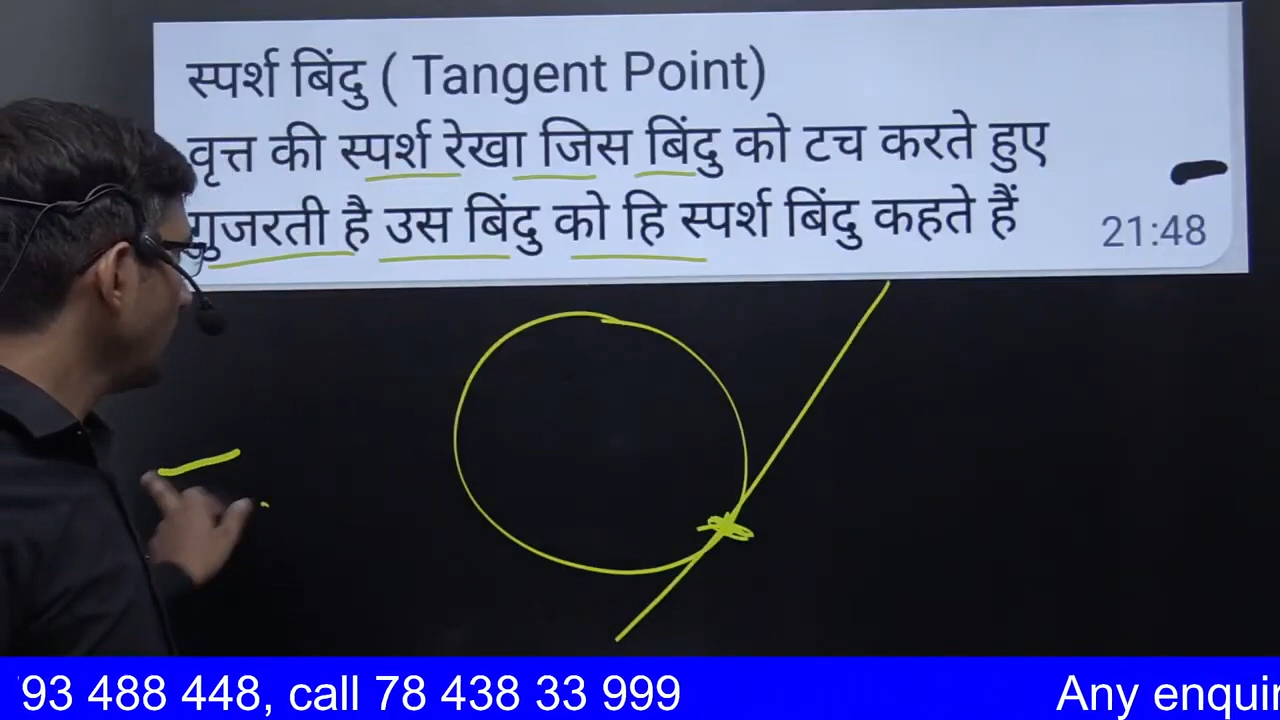 स्पर्श बिंदु ( Tangent Point)
वृत्त की स्पर्श रेखा जिस बिंदु को टच करते हुए
गुजरती है उस बिंदु को हि स्पर्श बिंदु कहते हैं
21:48
93 488 448, call 78 438 33 999
Any enquir